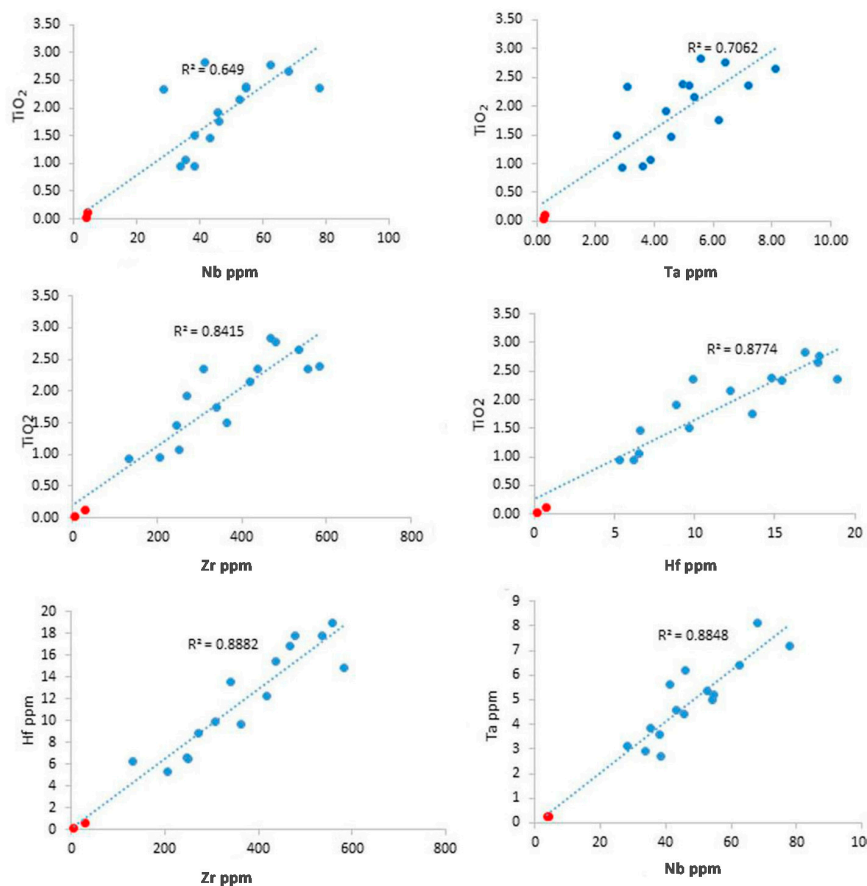 3.50
3.00
2.50
2.00
1.50
1.00
0.50
0.00
TiO2
R² = 0.649
0 20 40 60 80 100
Nb ppm
3.50
3.00
2.50
2.00
1.50
1.00
0.50
0.00
TiO2
R² = 0.7062
0.00 2.00 4.00 6.00 8.00 10.00
Ta ppm
3.50
3.00
2.50
2.00
1.50
1.00
0.50
0.00
TiO2
R² = 0.8415
0 200 400 600 800
Zr ppm
3.50
3.00
2.50
2.00
1.50
1.00
0.50
0.00
TiO2
R² = 0.8774
0 5 10 15 20
Hf ppm
20
18
16
14
12
10
8
6
4
2
0
Hf ppm
R² = 0.8882
0 200 400 600 800
Zr ppm
9
8
7
6
5
4
3
2
1
0
Ta ppm
R² = 0.8848
0 20 40 60 80 10
Nb ppm